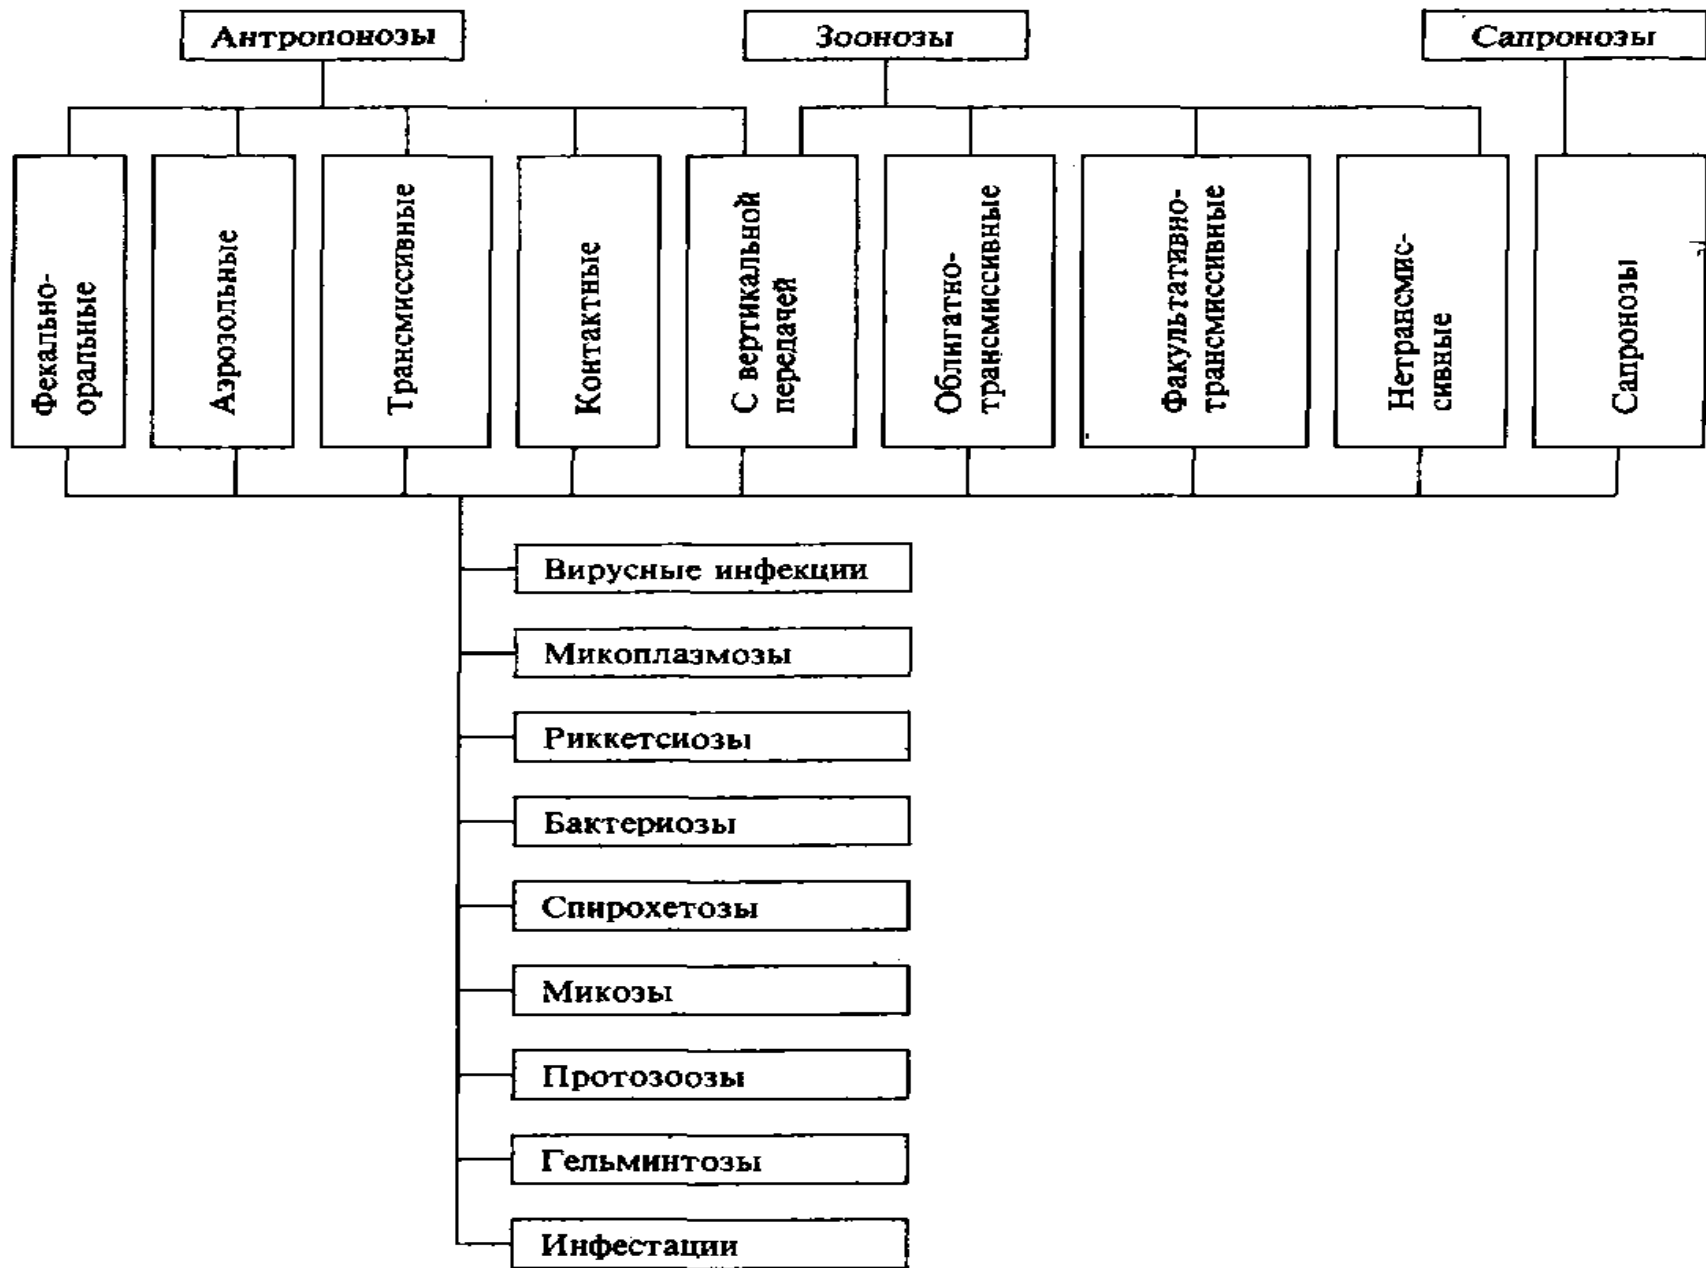 Антропонозы
Зоонозы
Сапронозы
Фекально-
оральные
Аэрозольные
Трансмиссивные
Контактные
С вертикальной
передачей
Облигатно-
трансмиссивные
Факультативно-
трансмиссивные
Нетрансмис-
сивные
Сапронозы
Вирусные инфекции
Микоплазмозы
Риккетсиозы
Бактериозы
Спирохетозы
Микозы
Протозоозы
Гельминтозы
Инфестации